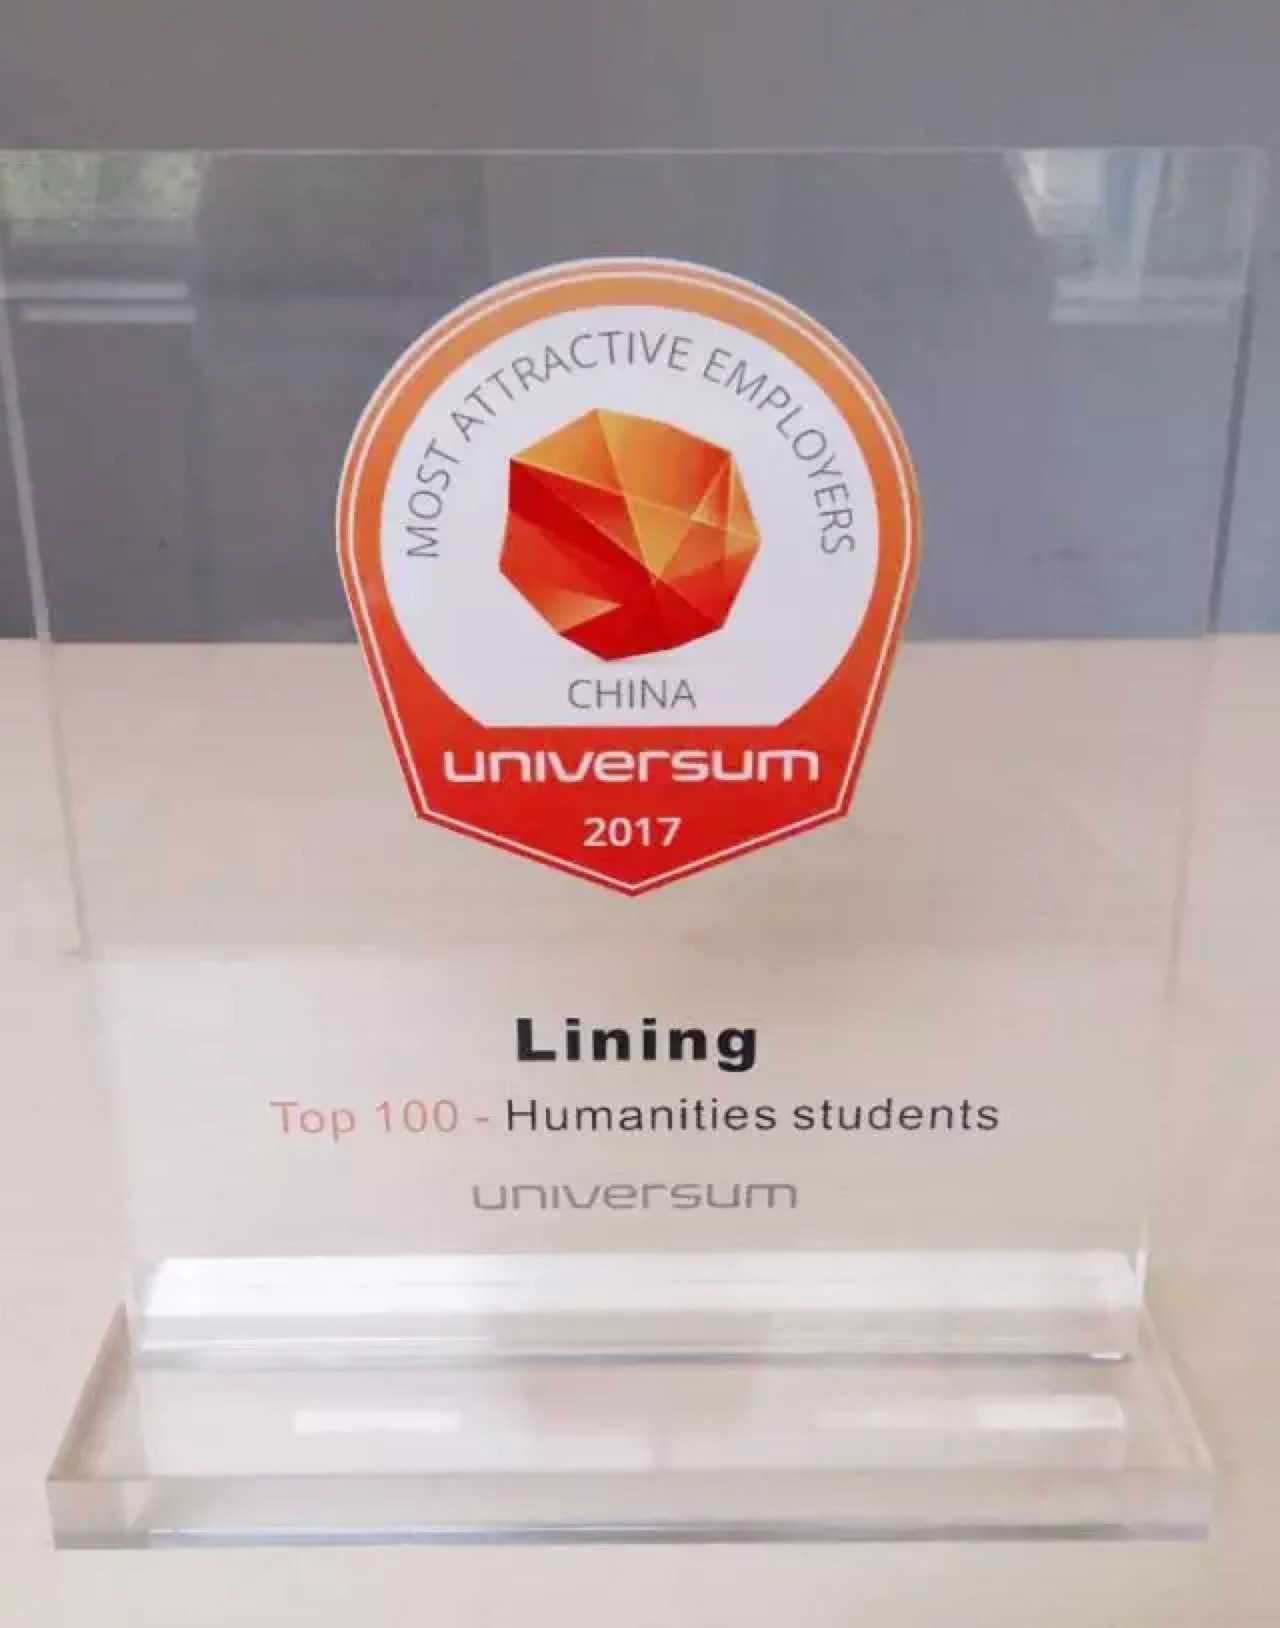 MOST ATTRACTIVE EMPLOYERS
CHINA
universum
2017
Lining
Top 100 - Humanities students
universum